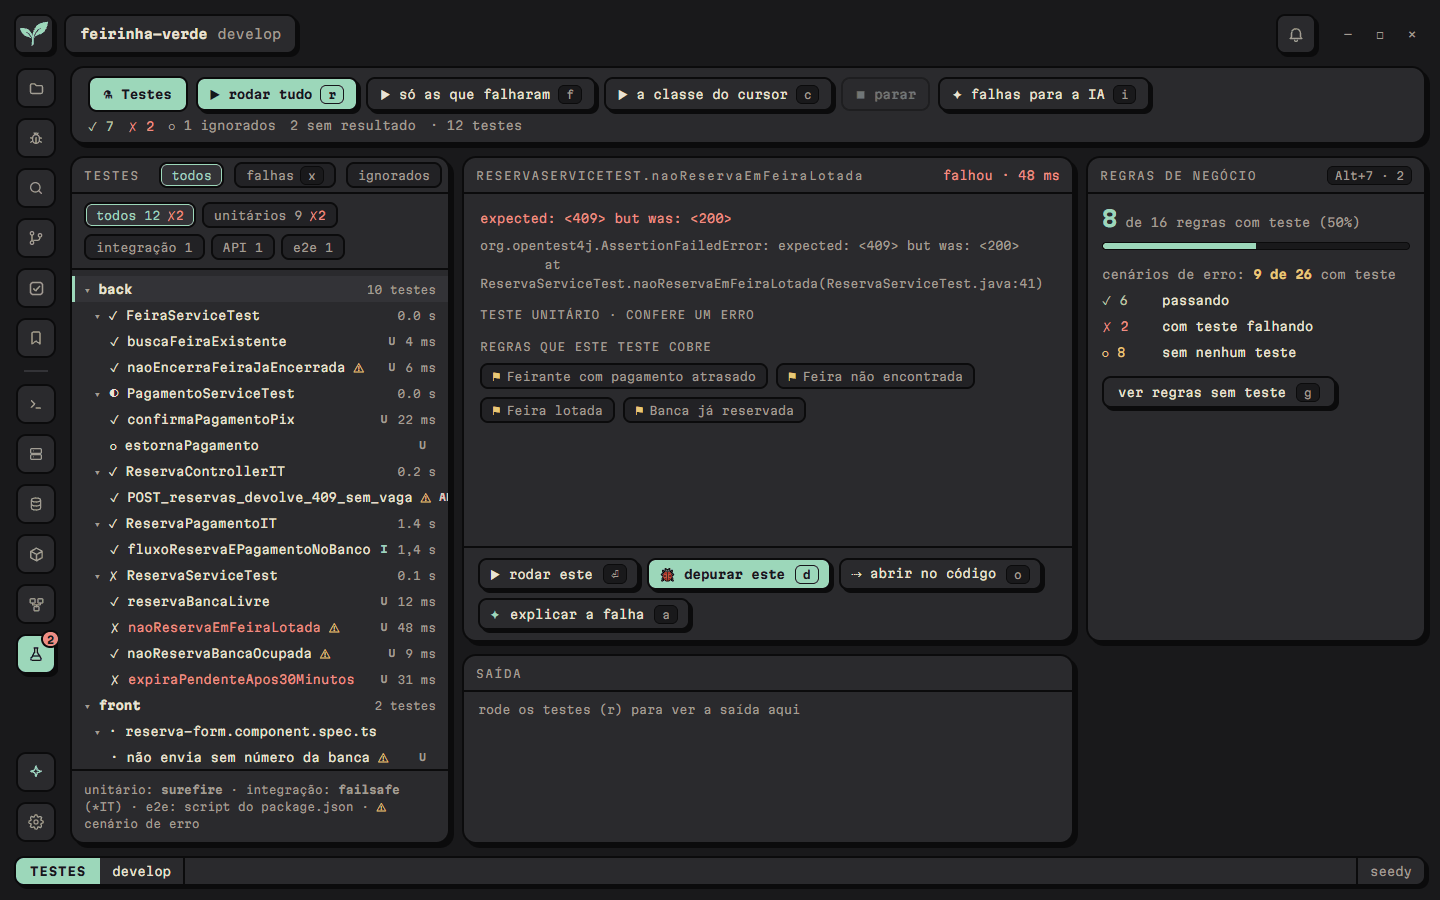 feirinha-verde develop
Testes
rodar tudo r
só as que falharam f
a classe do cursor c
parar
falhas para a IA i
✓ 7 ✗ 2 ○ 1 ignorados 2 sem resultado · 12 testes
TESTES todos falhas x ignorados
todos 12 ✗2 unitários 9 ✗2
integração 1 API 1 e2e 1
back 10 testes
✓ FeiraServiceTest 0.0 s
✓ buscaFeiraExistente U 4 ms
✓ naoEncerraFeiraJaEncerrada ⚠ U 6 ms
PagamentoServiceTest 0.0 s
✓ confirmaPagamentoPix U 22 ms
○ estornaPagamento U
✓ ReservaControllerIT 0.2 s
✓ POST_reservas_devolve_409_sem_vaga ⚠
✓ ReservaPagamentoIT 1.4 s
✓ fluxoReservaEPagamentoNoBanco I 1,4 s
✗ ReservaServiceTest 0.1 s
✓ reservaBancaLivre U 12 ms
✗ naoReservaEmFeiraLotada ⚠ U 48 ms
✓ naoReservaBancaOcupada ⚠ U 9 ms
✗ expiraPendenteApos30Minutos U 31 ms
front 2 testes
· reserva-form.component.spec.ts
· não envia sem número da banca ⚠ U
unitário: surefire · integração: failsafe
(*IT) · e2e: script do package.json · ⚠
cenário de erro
RESERVASERVICETEST.naoReservaEmFeiraLotada falhou · 48 ms
expected: <409> but was: <200>
org.opentest4j.AssertionFailedError: expected: <409> but was: <200>
at
ReservaServiceTest.naoReservaEmFeiraLotada(ReservaServiceTest.java:41)
TESTE UNITÁRIO · CONFERE UM ERRO
REGRAS QUE ESTE TESTE COBRE
Feirante com pagamento atrasado
Feira não encontrada
Feira lotada
Banca já reservada
rodar este ⏎
depurar este d
abrir no código o
explicar a falha a
SAÍDA
rode os testes (r) para ver a saída aqui
REGRAS DE NEGÓCIO Alt+7 · 2
8 de 16 regras com teste (50%)
cenários de erro: 9 de 26 com teste
✓ 6 passando
✗ 2 com teste falhando
○ 8 sem nenhum teste
ver regras sem teste g
2
TESTES develop seedy